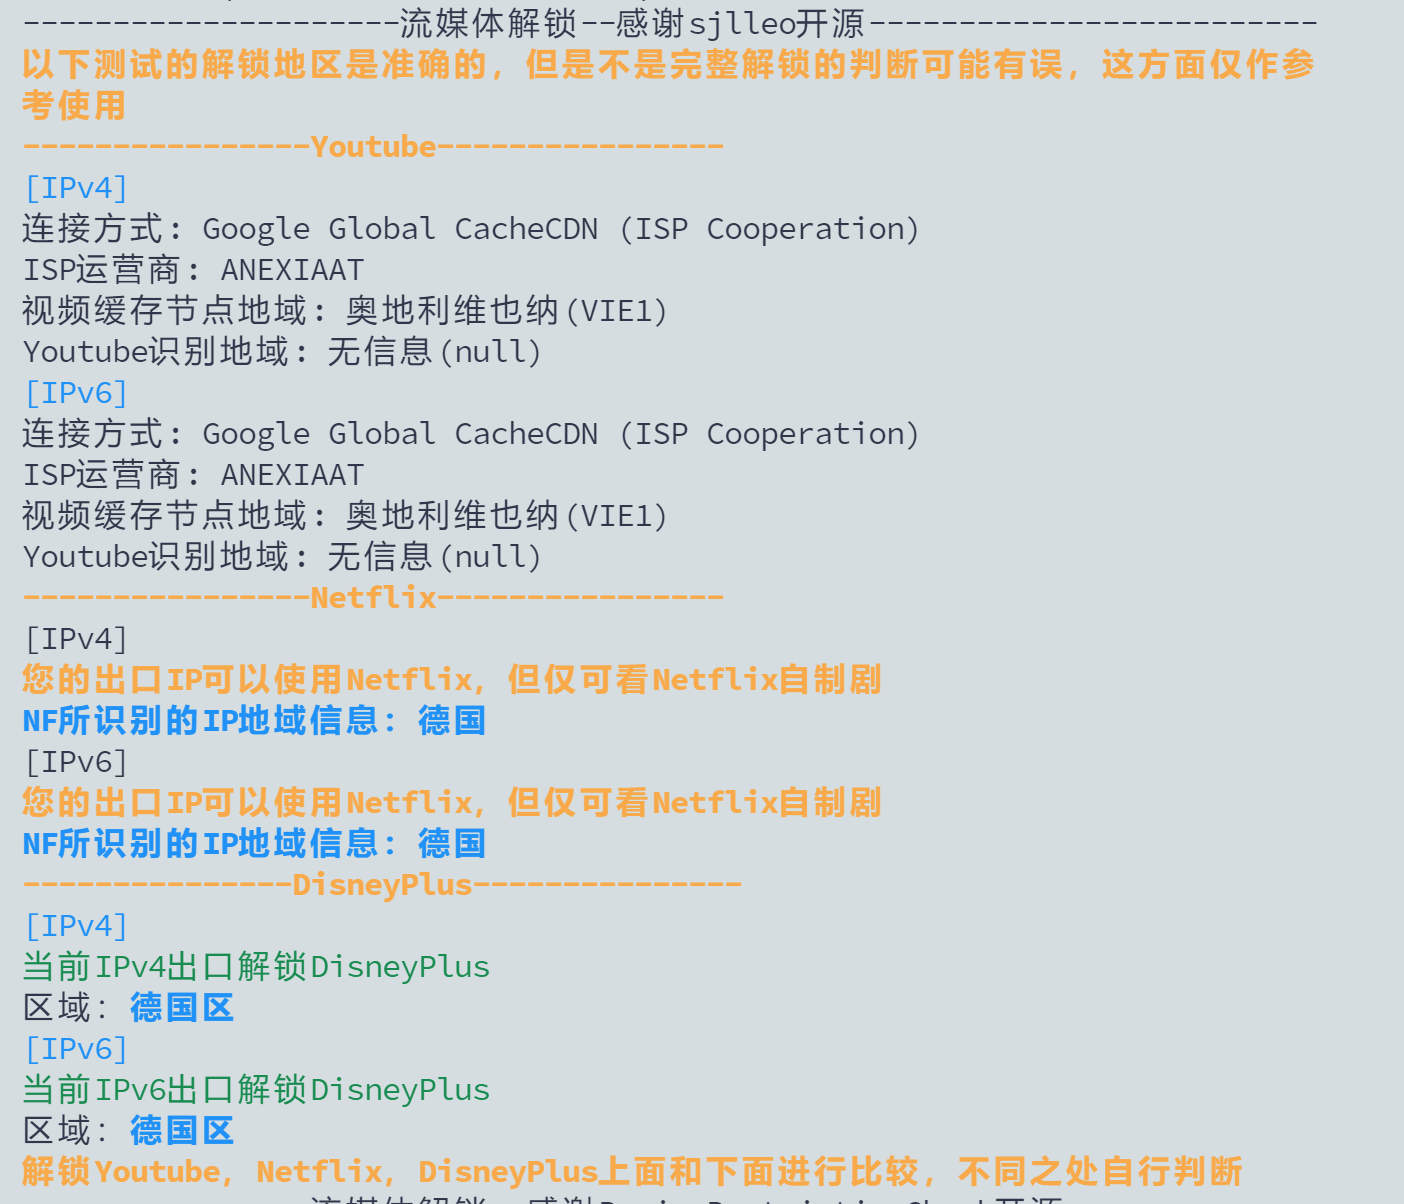 ---------------------流媒体解锁--感谢sjlleo开源-------------------------
以下测试的解锁地区是准确的，但是不是完整解锁的判断可能有误，这方面仅作参
考使用
----------------Youtube----------------
[IPv4]
连接方式: Google Global CacheCDN (ISP Cooperation)
ISP运营商: ANEXIAAT
视频缓存节点地域: 奥地利维也纳(VIE1)
Youtube识别地域: 无信息(null)
[IPv6]
连接方式: Google Global CacheCDN (ISP Cooperation)
ISP运营商: ANEXIAAT
视频缓存节点地域: 奥地利维也纳(VIE1)
Youtube识别地域: 无信息(null)
----------------Netflix----------------
[IPv4]
您的出口IP可以使用Netflix, 但仅可看Netflix自制剧
NF所识别的IP地域信息: 德国
[IPv6]
您的出口IP可以使用Netflix, 但仅可看Netflix自制剧
NF所识别的IP地域信息: 德国
---------------DisneyPlus---------------
[IPv4]
当前IPv4出口解锁DisneyPlus
区域: 德国区
[IPv6]
当前IPv6出口解锁DisneyPlus
区域: 德国区
解锁Youtube, Netflix, DisneyPlus上面和下面进行比较，不同之处自行判断